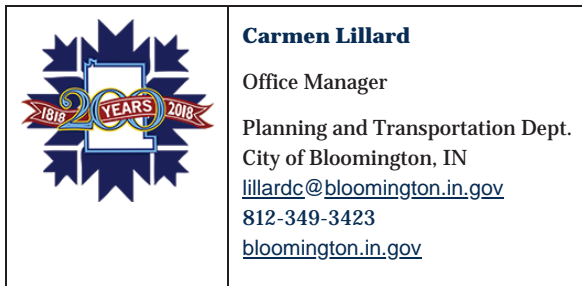 1818 200 YEARS 2018
Carmen Lillard
Office Manager
Planning and Transportation Dept.
City of Bloomington, IN
lillardc@bloomington.in.gov
812-349-3423
bloomington.in.gov